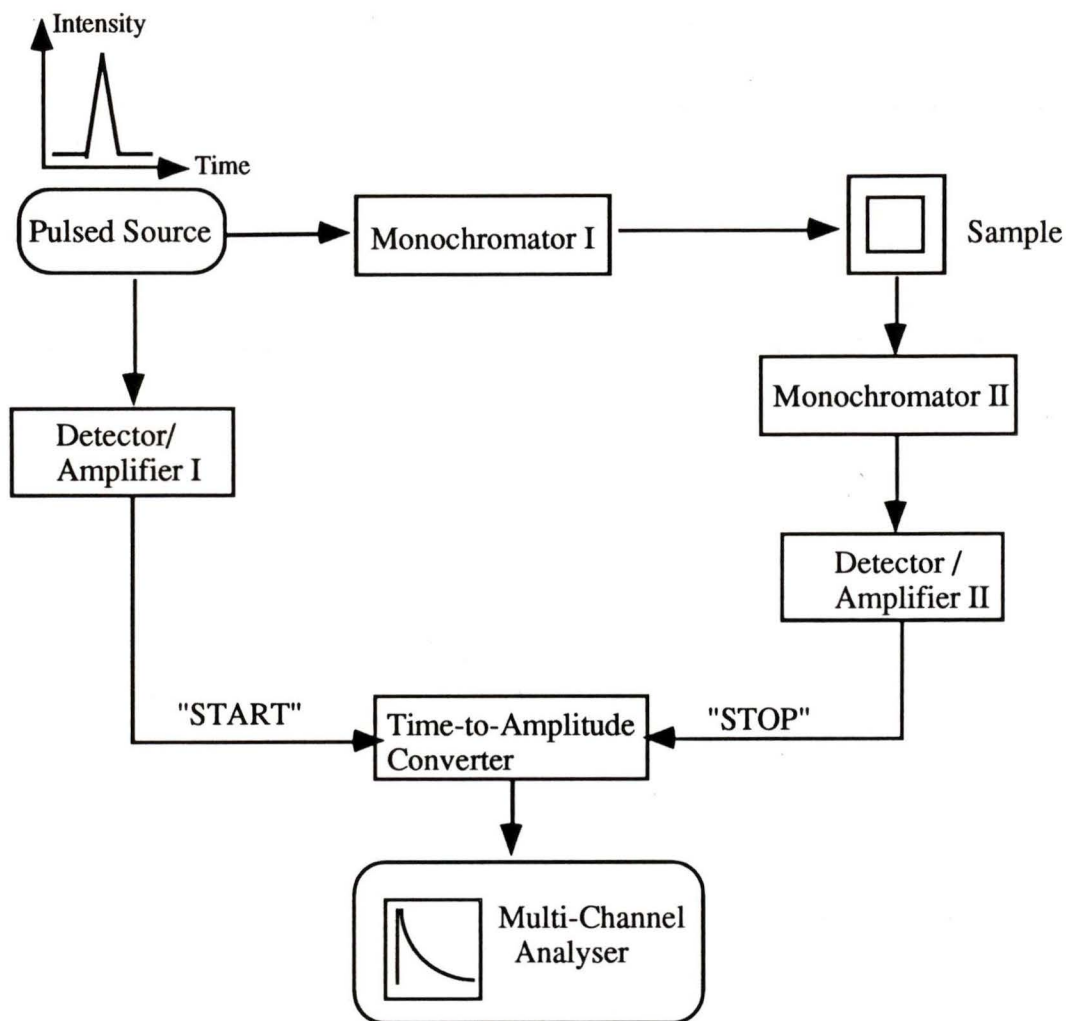 Intensity
Time
Pulsed Source
Monochromator I
Sample
Monochromator II
Detector/
Amplifier I
Detector /
Amplifier II
"START"
Time-to-Amplitude
Converter
"STOP"
Multi-Channel
Analyser